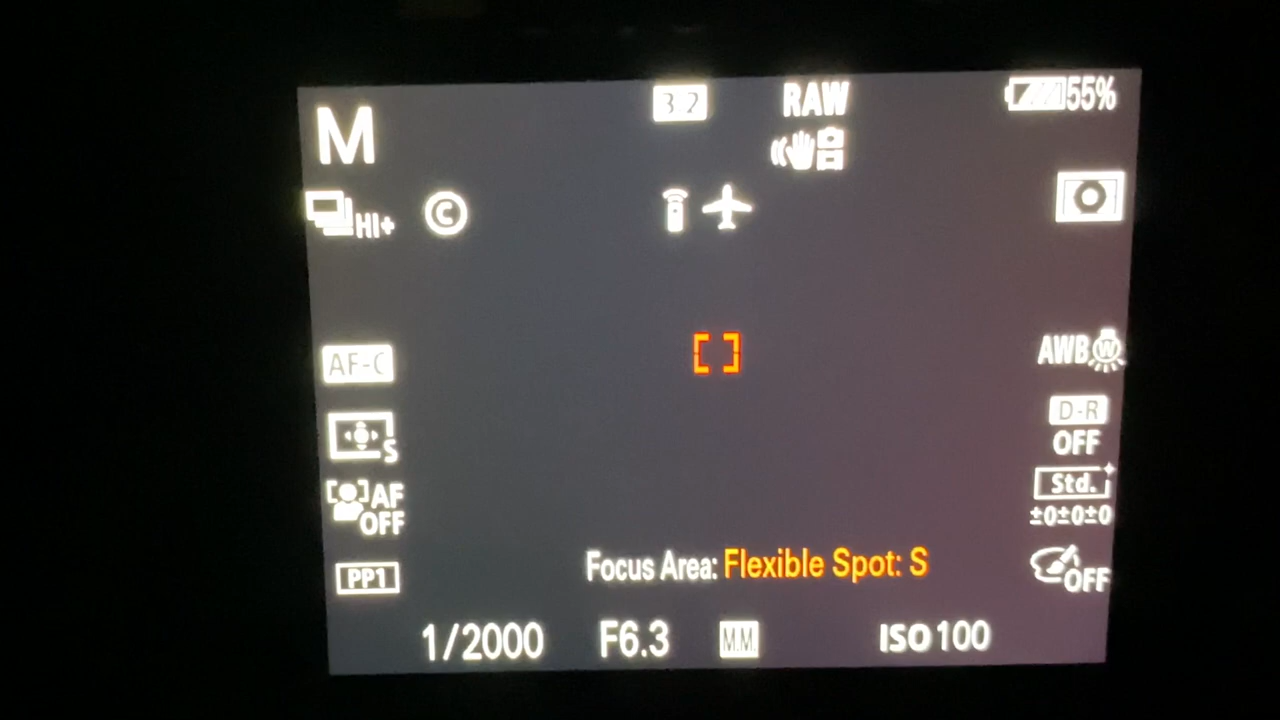 M
3:2
RAW
55%
HI+
C
AF-C
AWB W
S
D-R
OFF
AF
OFF
Std.
±0±0±0
PP1
Focus Area: Flexible Spot: S
OFF
1/2000 F6.3 M.M. ISO 100